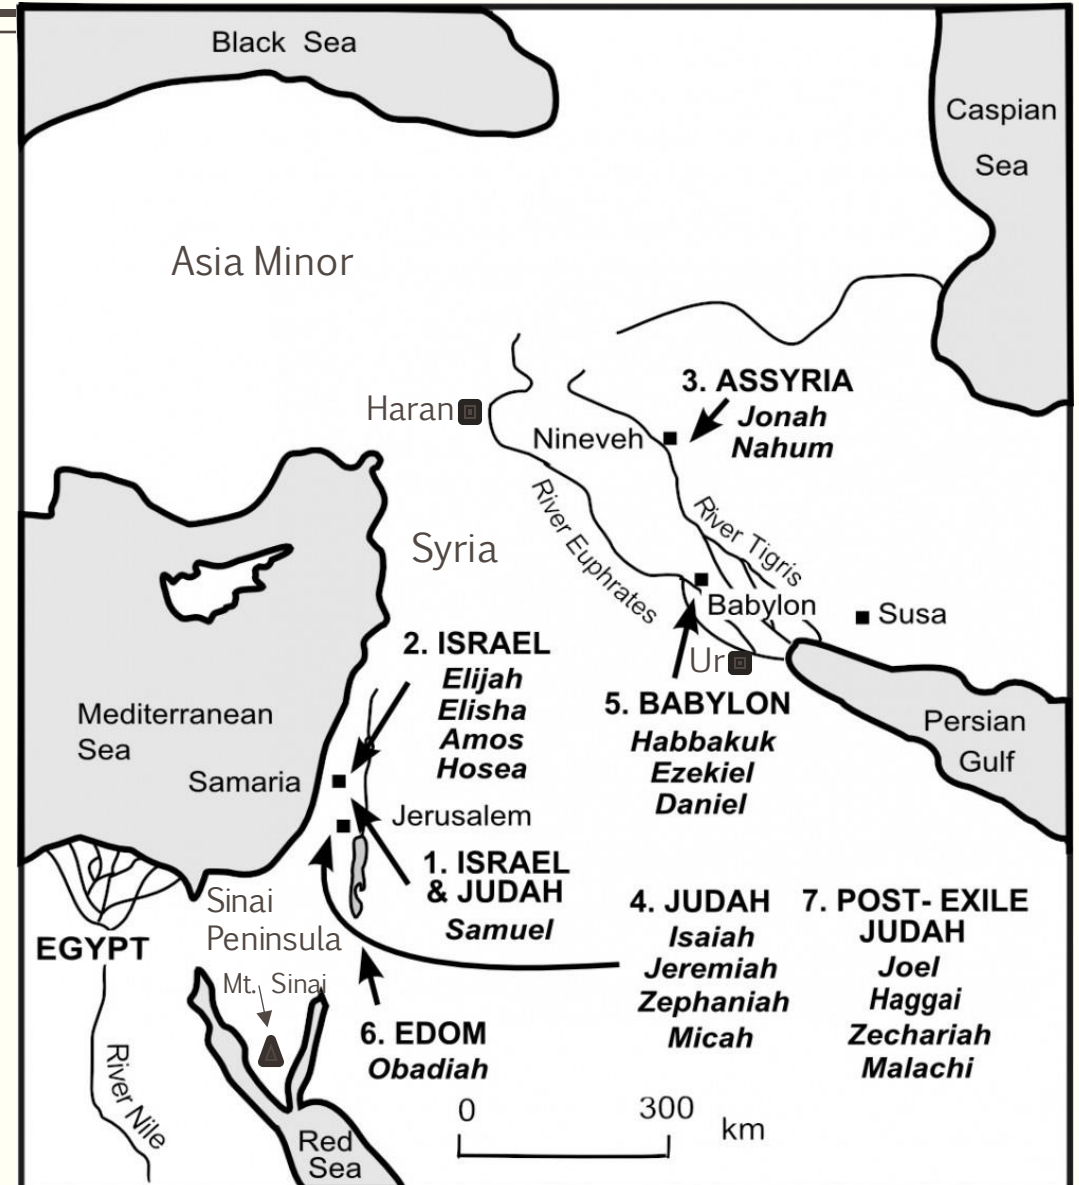 Black Sea
Caspian
Sea
Asia Minor
3. ASSYRIA
Jonah
Nahum
Haran
Nineveh
River Euphrates
River Tigris
Syria
Babylon
Susa
Ur
2. ISRAEL
Elijah
Elisha
Amos
Hosea
5. BABYLON
Habbakuk
Ezekiel
Daniel
Persian
Gulf
Mediterranean
Sea
Samaria
Jerusalem
1. ISRAEL
& JUDAH
Samuel
Sinai
Peninsula
EGYPT
Mt. Sinai
4. JUDAH
Isaiah
Jeremiah
Zephaniah
Micah
7. POST-EXILE
JUDAH
Joel
Haggai
Zechariah
Malachi
6. EDOM
Obadiah
River Nile
Red
Sea
0 300 km